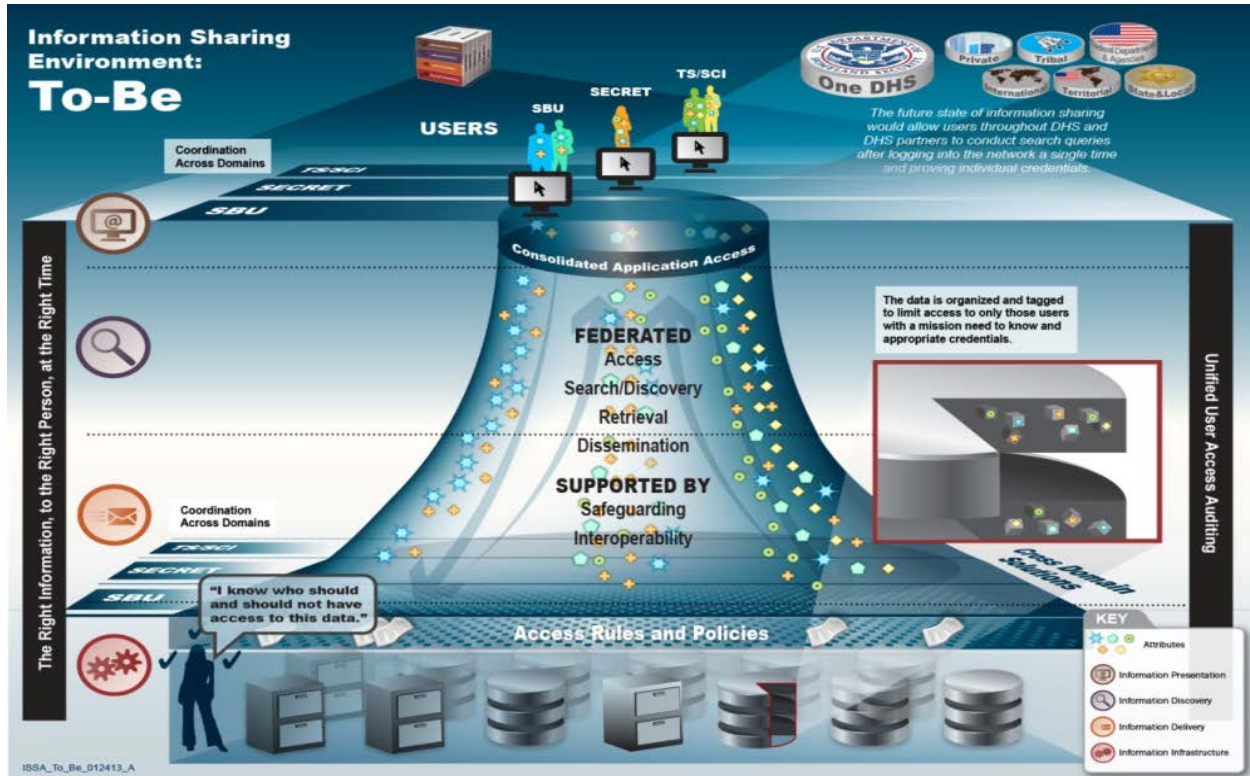 Information Sharing
Environment:
To-Be
U.S. DEPARTMENT OF
HOMELAND SECURITY
One DHS
Private
Tribal
Federal Departments
& Agencies
International
Territorial
State&Local
The future state of information sharing
would allow users throughout DHS and
DHS partners to conduct search queries
after logging into the network a single time
and proving individual credentials.
USERS
SBU
SECRET
TS/SCI
Coordination
Across Domains
TS/SCI
SECRET
SBU
@
Consolidated Application Access
The Right Information, to the Right Person, at the Right Time
Unified User Access Auditing
FEDERATED
Access
Search/Discovery
Retrieval
Dissemination
SUPPORTED BY
Safeguarding
Interoperability
The data is organized and tagged
to limit access to only those users
with a mission need to know and
appropriate credentials.
Coordination
Across Domains
TS/SCI
SECRET
SBU
Cross Domain
Solutions
"I know who should
and should not have
access to this data."
Access Rules and Policies
KEY
Attributes
Information Presentation
Information Discovery
Information Delivery
Information Infrastructure
ISSA_To_Be_012413_A